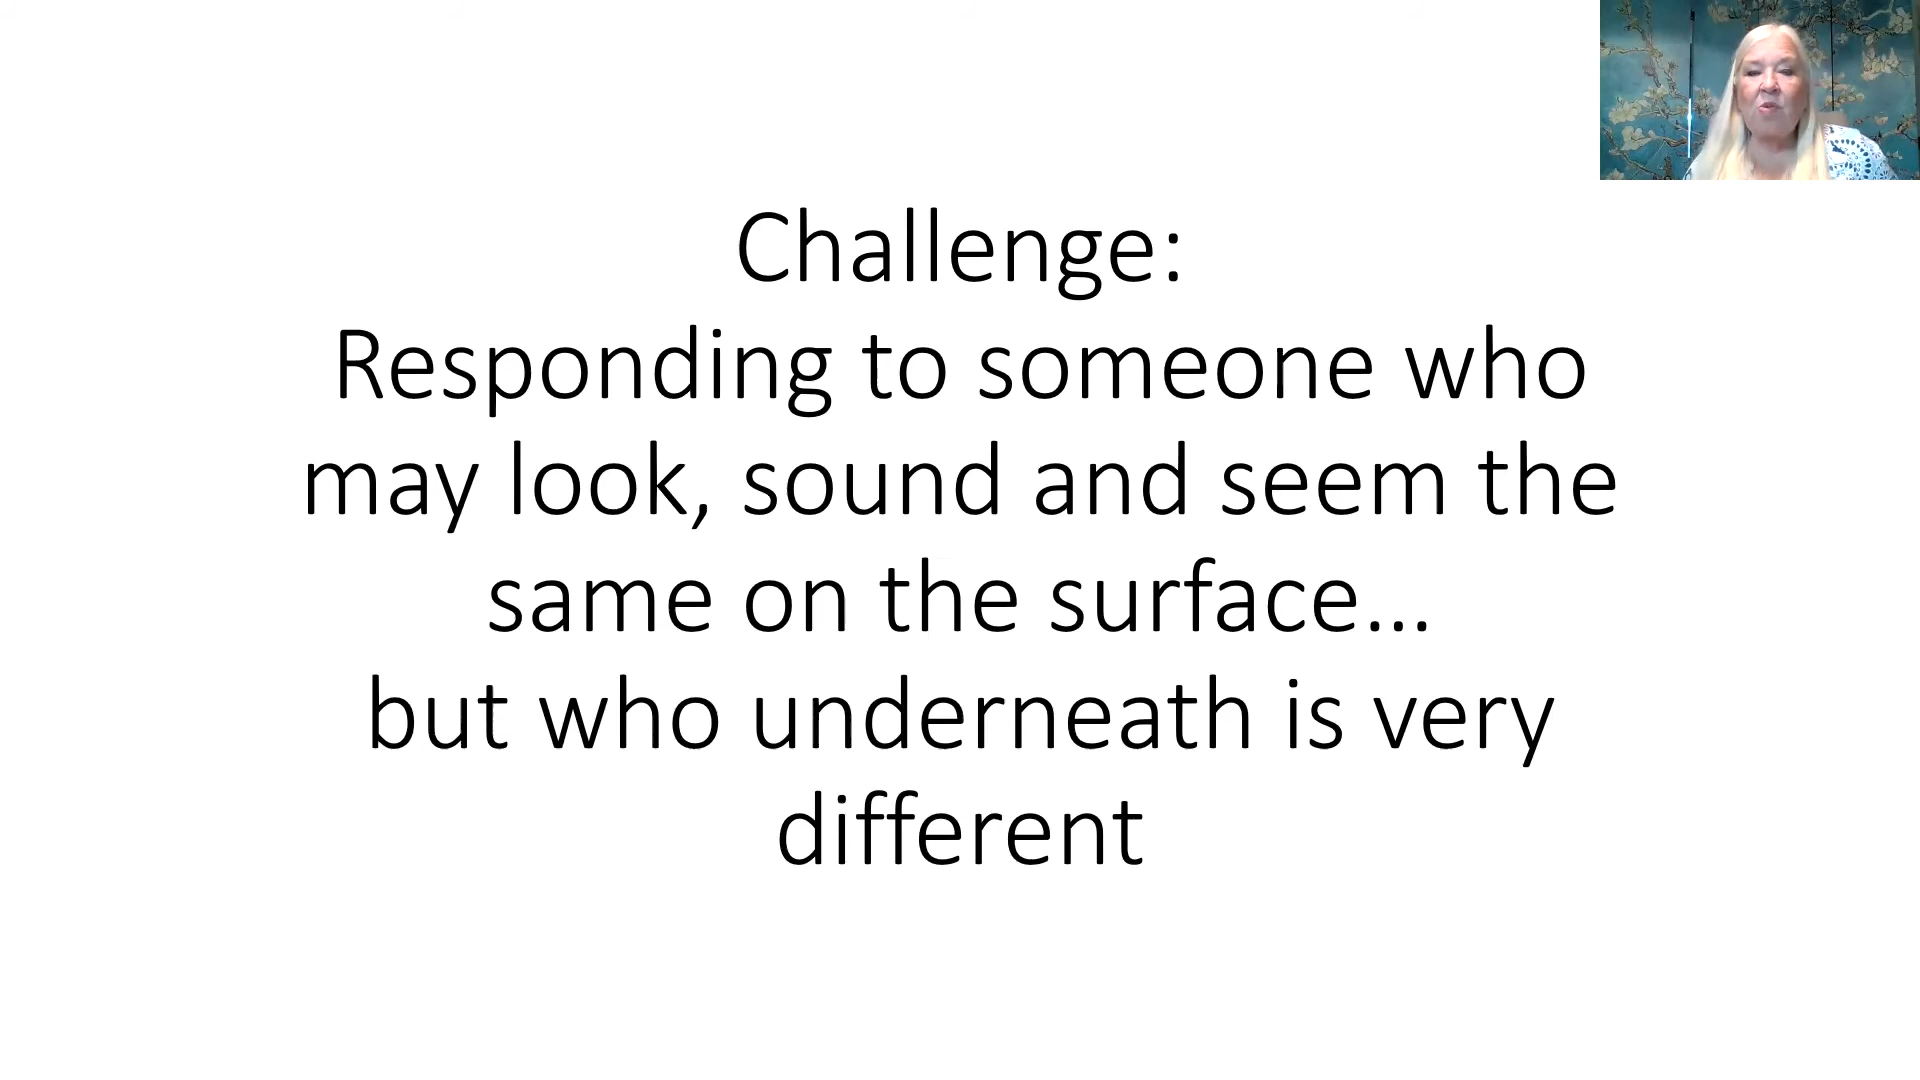 Challenge:
Responding to someone who
may look, sound and seem the
same on the surface…
but who underneath is very
different